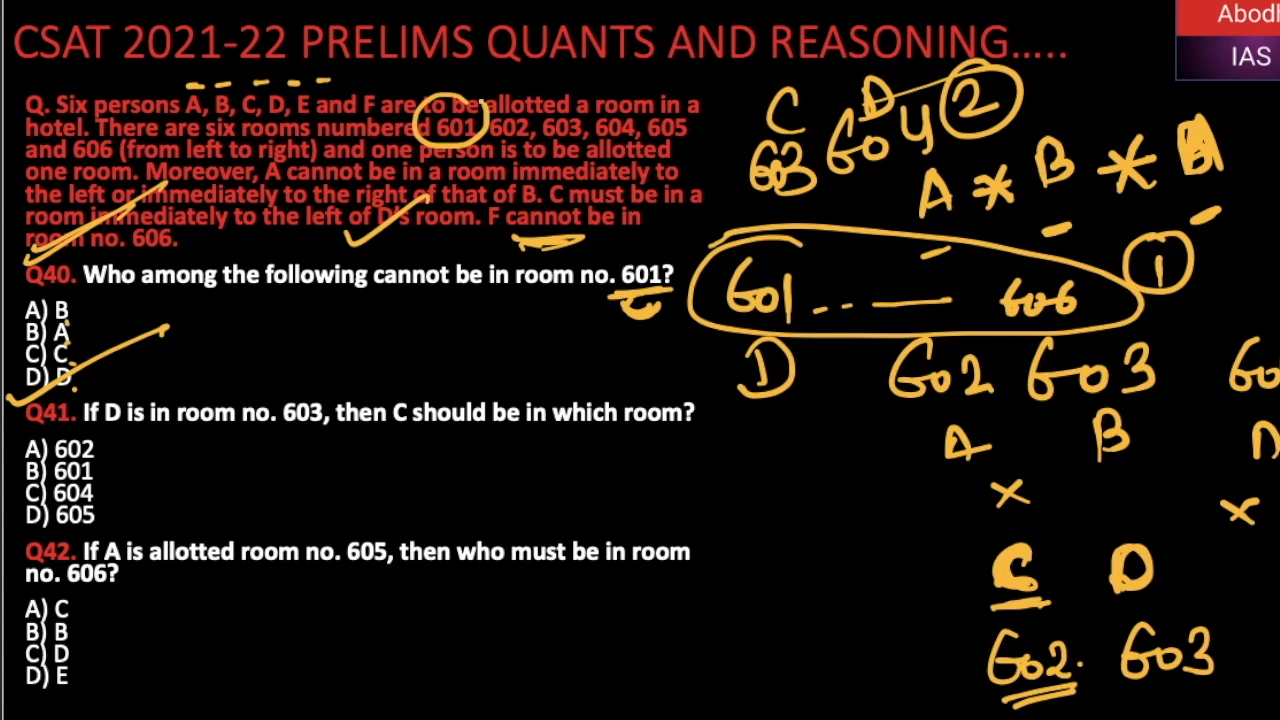 CSAT 2021-22 PRELIMS QUANTS AND REASONING.....
Abodh
IAS
Q. Six persons A, B, C, D, E and F are to be allotted a room in a
hotel. There are six rooms numbered 601, 602, 603, 604, 605
and 606 (from left to right) and one person is to be allotted
one room. Moreover, A cannot be in a room immediately to
the left or immediately to the right of that of B. C must be in a
room immediately to the left of D's room. F cannot be in
room no. 606.
Q40. Who among the following cannot be in room no. 601?
A) B
B) A
C) C
D) D
Q41. If D is in room no. 603, then C should be in which room?
A) 602
B) 601
C) 604
D) 605
Q42. If A is allotted room no. 605, then who must be in room
no. 606?
A) C
B) B
C) D
D) E
C D 2
603 604
A * B *
601 ... 606 1
D 602 603 60
A B
x x
C D
602. 603